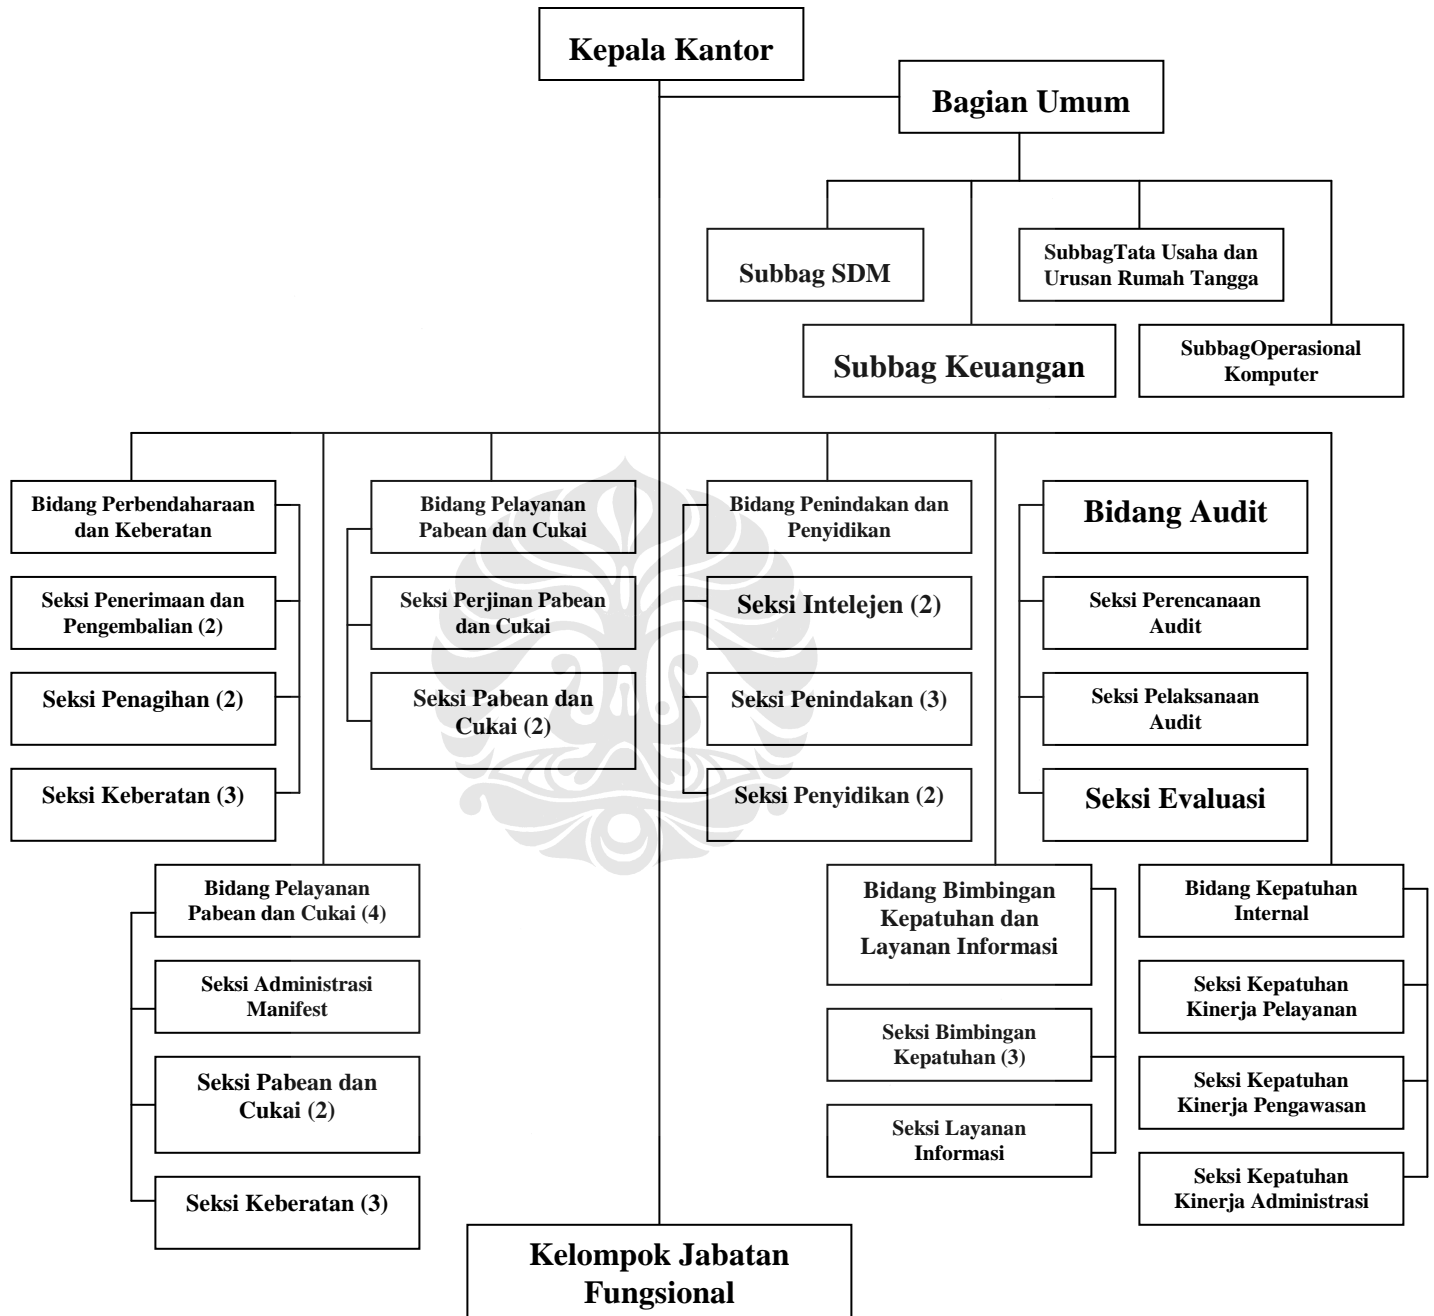 Kepala Kantor
Bagian Umum
Subbag SDM
SubbagTata Usaha dan
Urusan Rumah Tangga
Subbag Keuangan
SubbagOperasional
Komputer
Bidang Perbendaharaan
dan Keberatan
Seksi Penerimaan dan
Pengembalian (2)
Seksi Penagihan (2)
Seksi Keberatan (3)
Bidang Pelayanan
Pabean dan Cukai
Seksi Perjinan Pabean
dan Cukai
Seksi Pabean dan
Cukai (2)
Bidang Penindakan dan
Penyidikan
Seksi Intelejen (2)
Seksi Penindakan (3)
Seksi Penyidikan (2)
Bidang Audit
Seksi Perencanaan
Audit
Seksi Pelaksanaan
Audit
Seksi Evaluasi
Bidang Pelayanan
Pabean dan Cukai (4)
Seksi Administrasi
Manifest
Seksi Pabean dan
Cukai (2)
Seksi Keberatan (3)
Bidang Bimbingan
Kepatuhan dan
Layanan Informasi
Seksi Bimbingan
Kepatuhan (3)
Seksi Layanan
Informasi
Bidang Kepatuhan
Internal
Seksi Kepatuhan
Kinerja Pelayanan
Seksi Kepatuhan
Kinerja Pengawasan
Seksi Kepatuhan
Kinerja Administrasi
Kelompok Jabatan
Fungsional